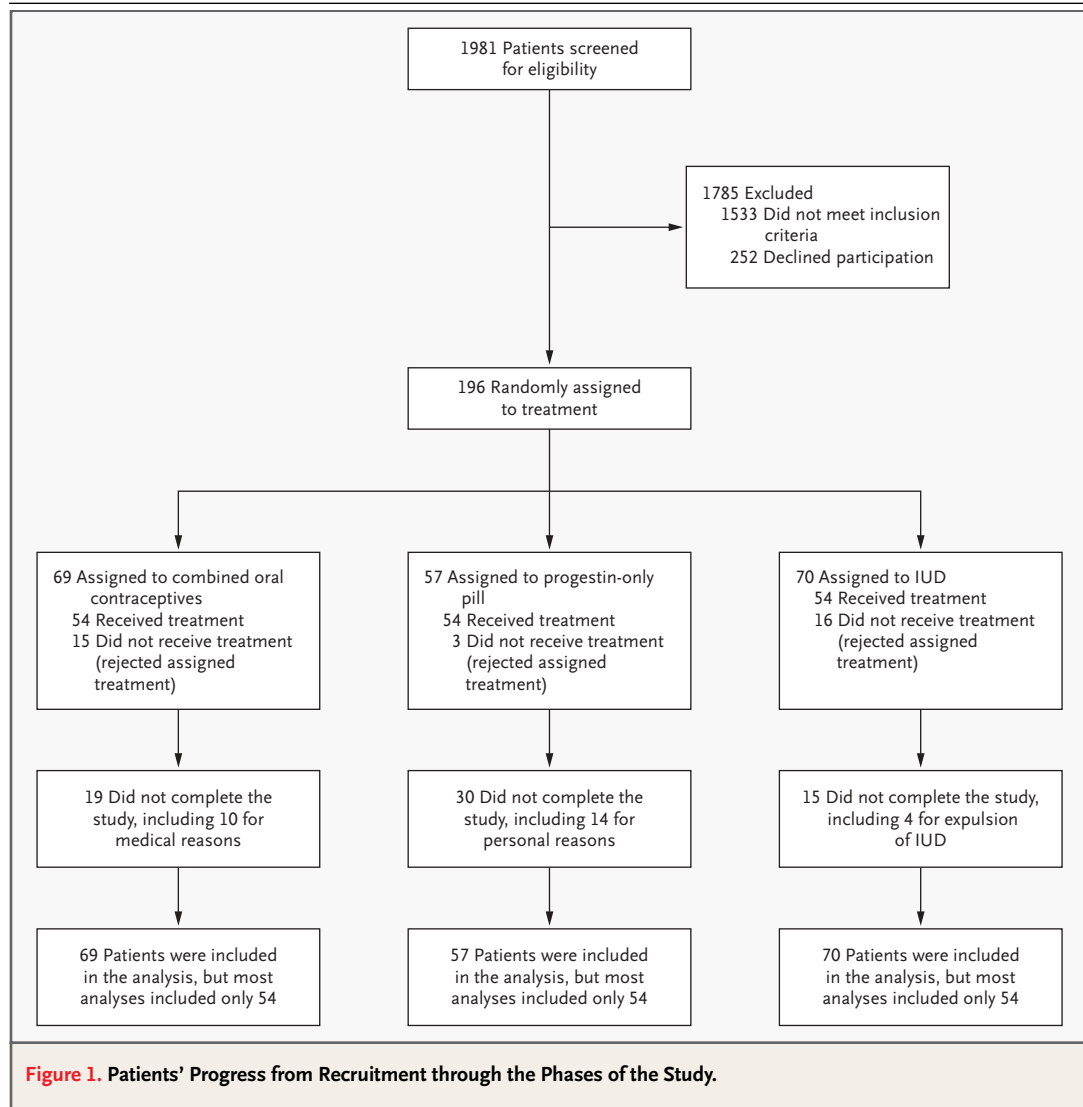 1981 Patients screened
for eligibility
1785 Excluded
1533 Did not meet inclusion
criteria
252 Declined participation
196 Randomly assigned
to treatment
69 Assigned to combined oral
contraceptives
54 Received treatment
15 Did not receive treatment
(rejected assigned
treatment)
57 Assigned to progestin-only
pill
54 Received treatment
3 Did not receive treatment
(rejected assigned
treatment)
70 Assigned to IUD
54 Received treatment
16 Did not receive treatment
(rejected assigned
treatment)
19 Did not complete the
study, including 10 for
medical reasons
30 Did not complete the
study, including 14 for
personal reasons
15 Did not complete the study,
including 4 for expulsion
of IUD
69 Patients were included
in the analysis, but most
analyses included only 54
57 Patients were included
in the analysis, but most
analyses included only 54
70 Patients were included
in the analysis, but most
analyses included only 54
Figure 1. Patients’ Progress from Recruitment through the Phases of the Study.